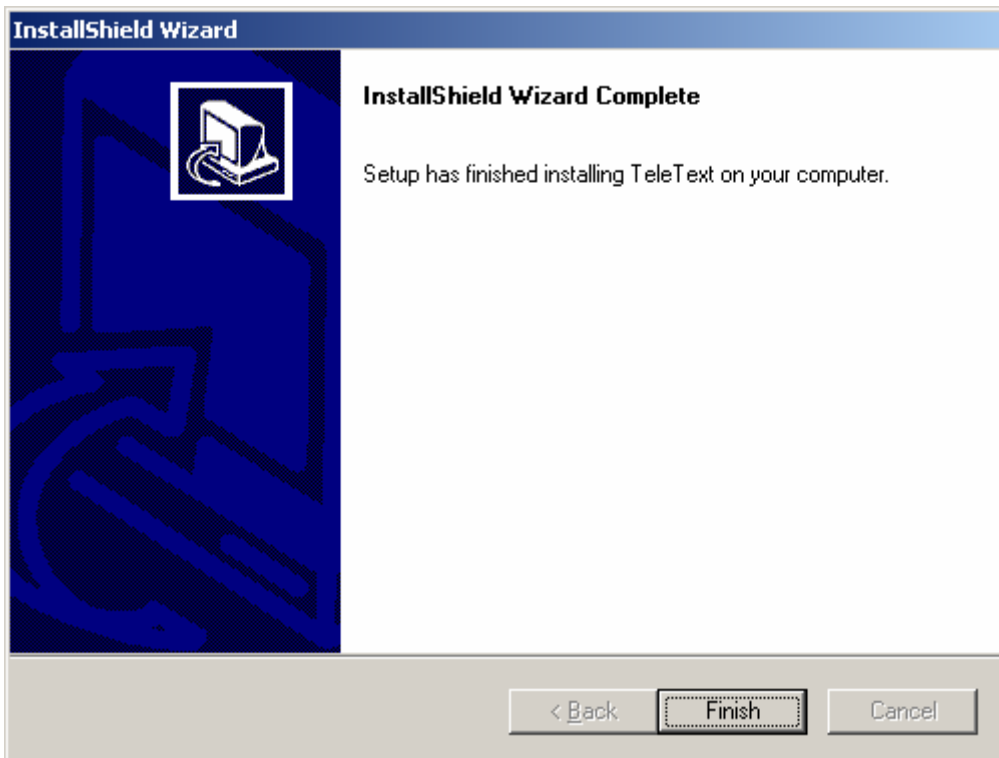 InstallShield Wizard
InstallShield Wizard Complete
Setup has finished installing TeleText on your computer.
< Back
Finish
Cancel